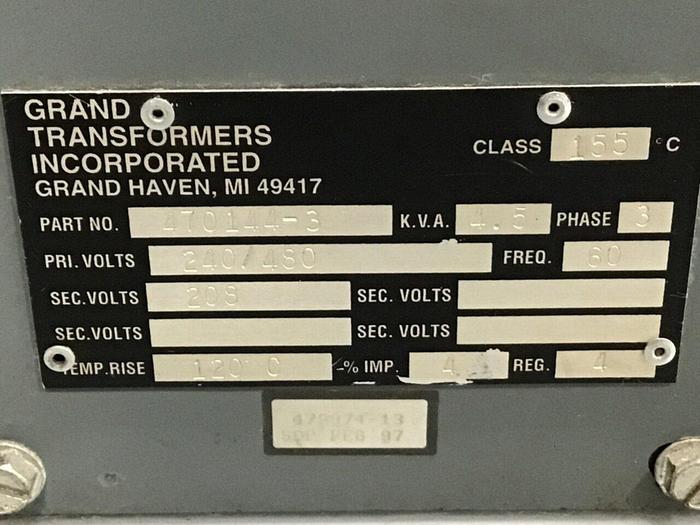 GRAND
TRANSFORMERS
INCORPORATED
GRAND HAVEN, MI 49417
CLASS 155 °C
PART NO. 470144-3 K.V.A. 4.5 PHASE 3
PRI. VOLTS 240/480 FREQ. 60
SEC. VOLTS 208 SEC. VOLTS
SEC. VOLTS SEC. VOLTS
TEMP. RISE 120 C % IMP. REG. 4
FEB 97